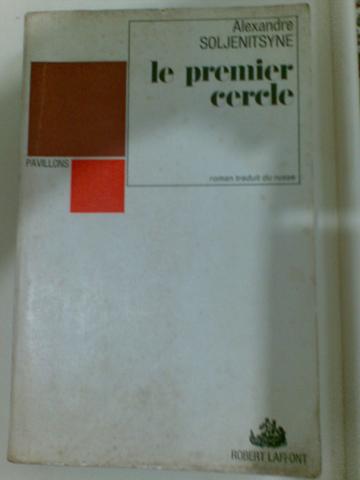 Alexandre
SOLJENITSYNE
le premier
cercle
PAVILLONS
roman traduit du russe
ROBERT LAFFONT